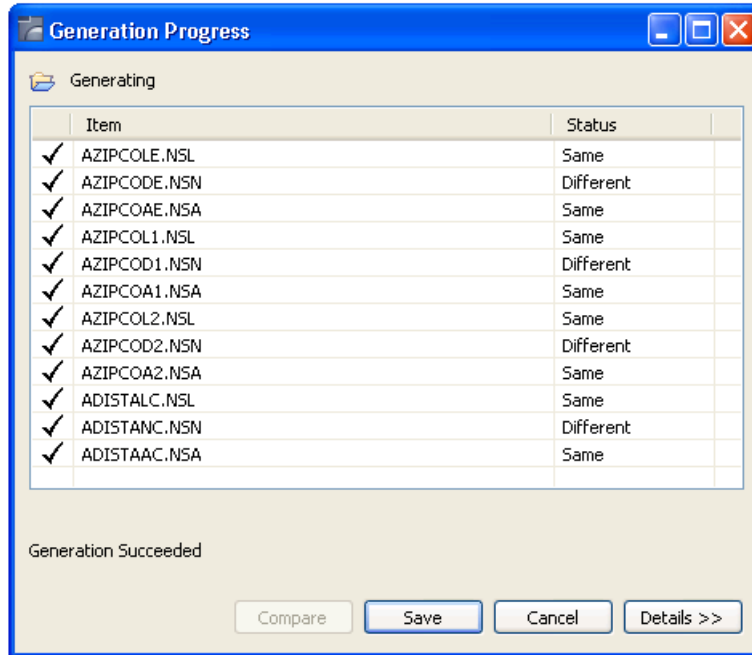 Generation Progress
Generating
Item Status
AZIPCOLE.NSL Same
AZIPCODE.NSN Different
AZIPCOAE.NSA Same
AZIPCOL1.NSL Same
AZIPCOD1.NSN Different
AZIPCOA1.NSA Same
AZIPCOL2.NSL Same
AZIPCOD2.NSN Different
AZIPCOA2.NSA Same
ADISTALC.NSL Same
ADISTANC.NSN Different
ADISTAAC.NSA Same
Generation Succeeded
Compare Save Cancel Details >>